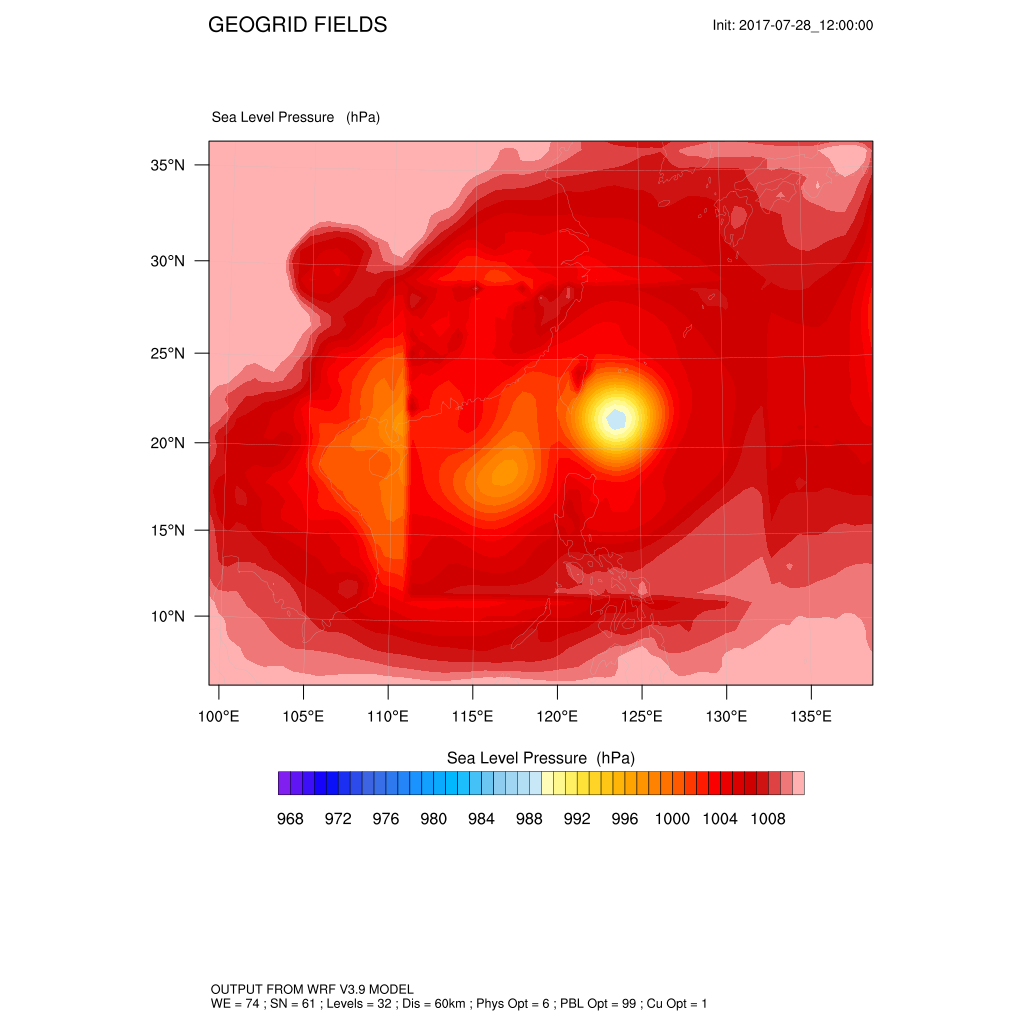 GEOGRID FIELDS
Init: 2017-07-28_12:00:00
Sea Level Pressure (hPa)
35°N
30°N
25°N
20°N
15°N
10°N
100°E 105°E 110°E 115°E 120°E 125°E 130°E 135°E
Sea Level Pressure (hPa)
968 972 976 980 984 988 992 996 1000 1004 1008
OUTPUT FROM WRF V3.9 MODEL
WE = 74 ; SN = 61 ; Levels = 32 ; Dis = 60km ; Phys Opt = 6 ; PBL Opt = 99 ; Cu Opt = 1